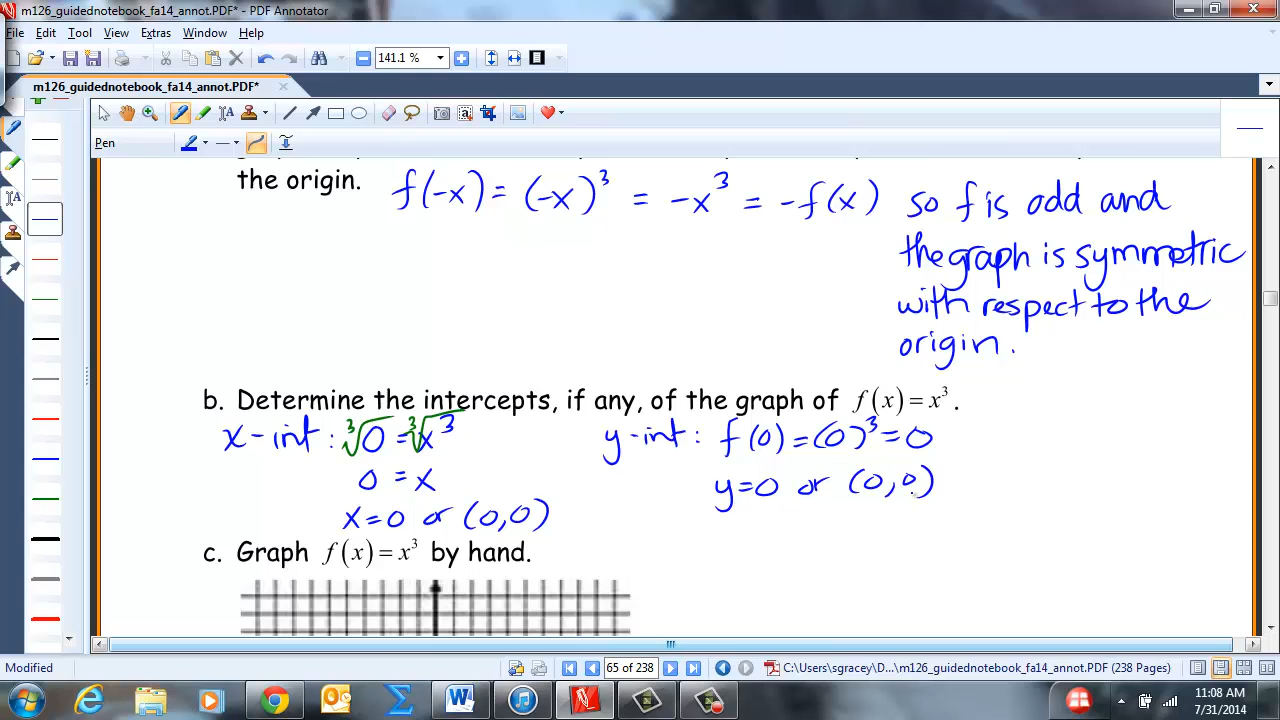 m126_guidednotebook_fa14_annot.PDF* - PDF Annotator
File Edit Tool View Extras Window Help
141.1 %
m126_guidednotebook_fa14_annot.PDF*
Pen
the origin. f(-x) = (-x)³ = -x³ = -f(x) so f is odd and
the graph is symmetric
with respect to the
origin.
b. Determine the intercepts, if any, of the graph of f(x) = x³.
x-int: ∛0 = ∛x³ y-int: f(0) = (0)³ = 0
0 = x y=0 or (0,0)
x=0 or (0,0)
c. Graph f(x) = x³ by hand.
Modified 65 of 238 C:\Users\sgracey\D...\m126_guidednotebook_fa14_annot.PDF (238 Pages)
11:08 AM
7/31/2014